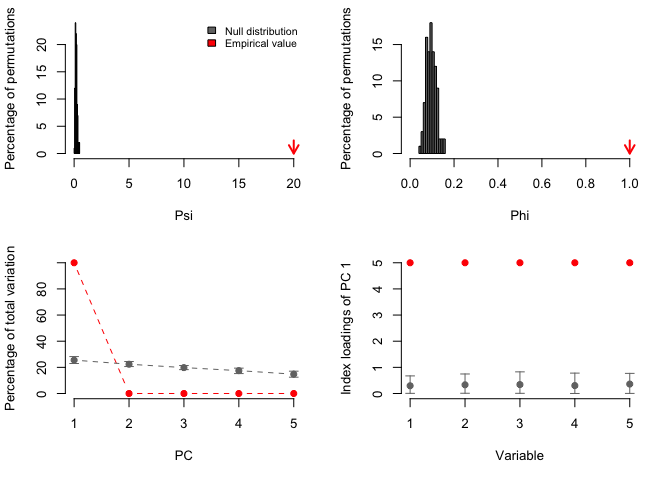 Percentage of permutations
0 5 10 15 20
Null distribution
Empirical value
0 5 10 15 20
Psi
Percentage of permutations
0 5 10 15
0.0 0.2 0.4 0.6 0.8 1.0
Phi
Percentage of total variation
0 20 40 60 80
1 2 3 4 5
PC
Index loadings of PC 1
0 1 2 3 4 5
1 2 3 4 5
Variable